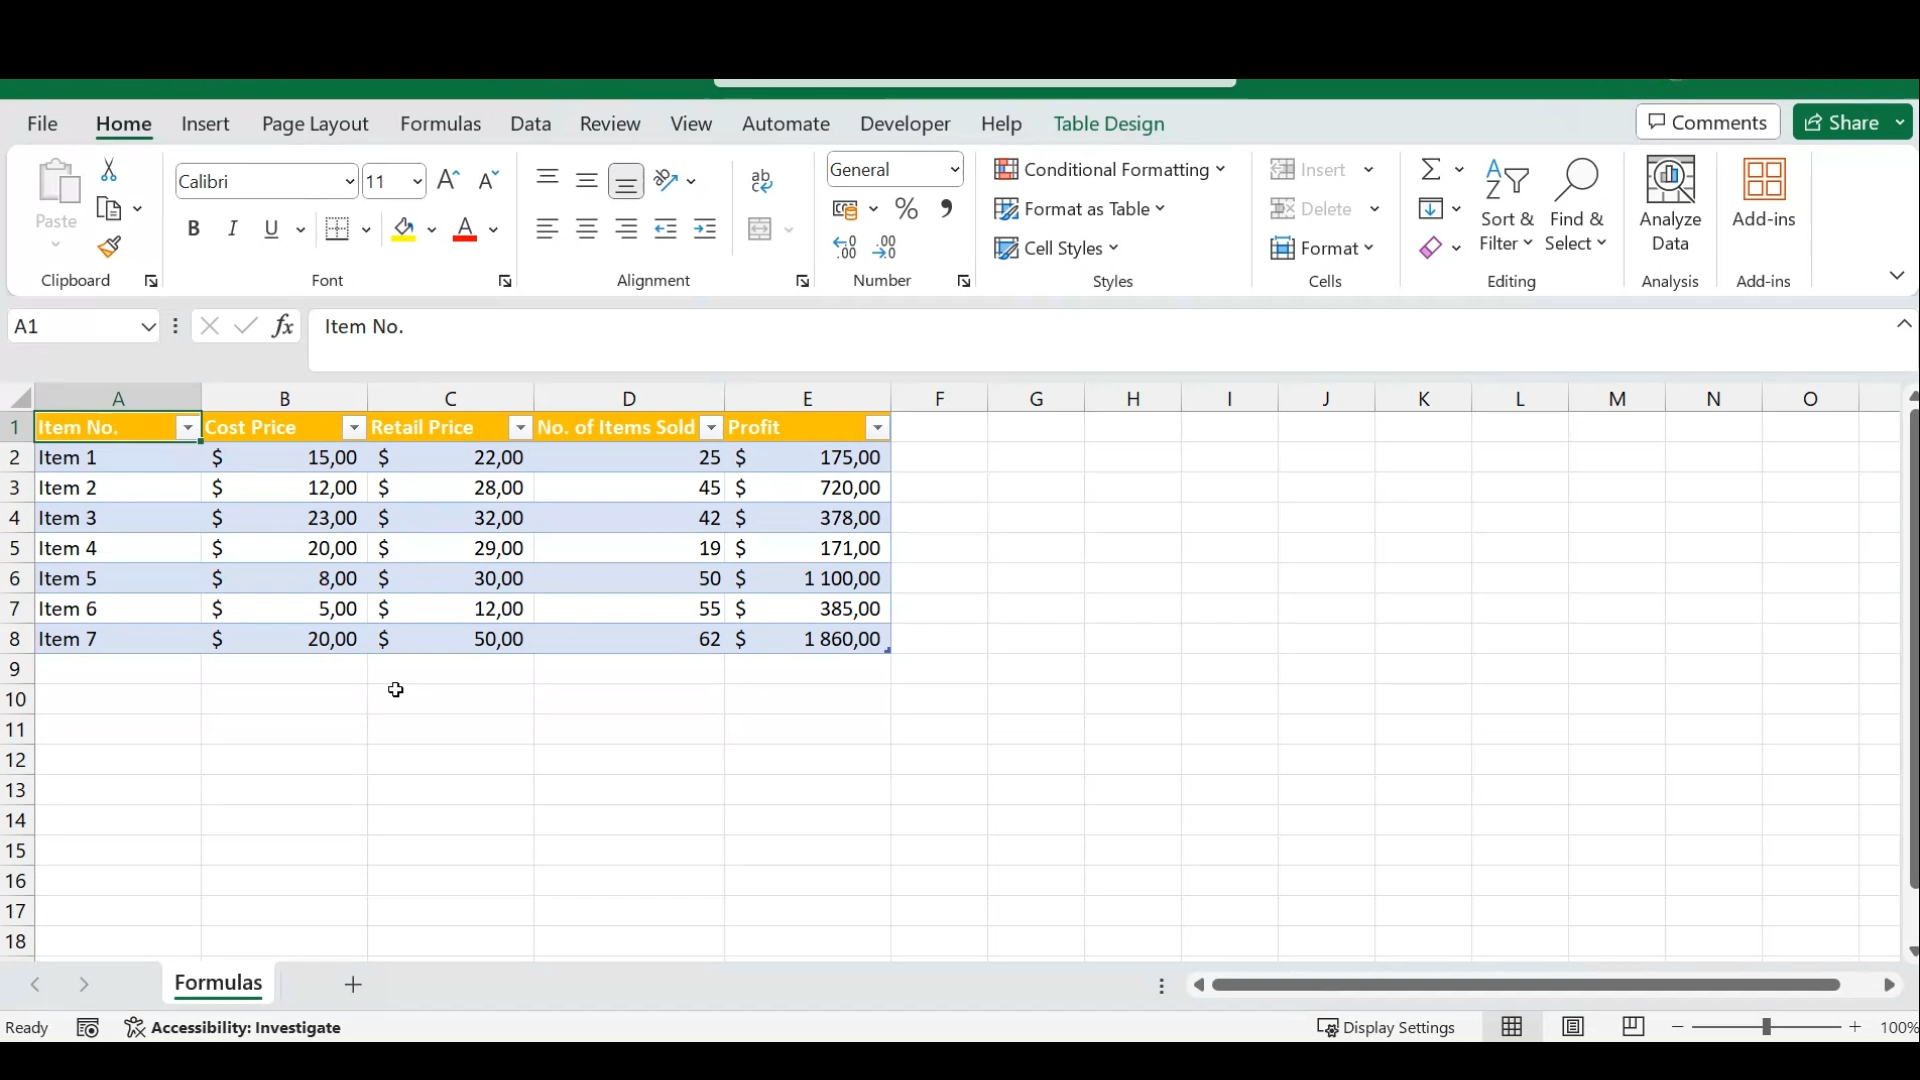 File Home Insert Page Layout Formulas Data Review View Automate Developer Help Table Design Comments Share
Paste
Clipboard
Calibri 11
B I U A
Font
ab
c
Alignment
General
% ,
Number
Conditional Formatting
Format as Table
Cell Styles
Styles
Insert
Delete
Format
Cells
Sort & Filter
Find & Select
Editing
Analyze Data
Analysis
Add-ins
Add-ins
A1 fx Item No.
A B C D E F G H I J K L M N O
1 Item No. Cost Price Retail Price No. of Items Sold Profit
2 Item 1 $ 15,00 $ 22,00 25 $ 175,00
3 Item 2 $ 12,00 $ 28,00 45 $ 720,00
4 Item 3 $ 23,00 $ 32,00 42 $ 378,00
5 Item 4 $ 20,00 $ 29,00 19 $ 171,00
6 Item 5 $ 8,00 $ 30,00 50 $ 1 100,00
7 Item 6 $ 5,00 $ 12,00 55 $ 385,00
8 Item 7 $ 20,00 $ 50,00 62 $ 1 860,00
9
10
11
12
13
14
15
16
17
18
Formulas
Ready Accessibility: Investigate Display Settings 100%